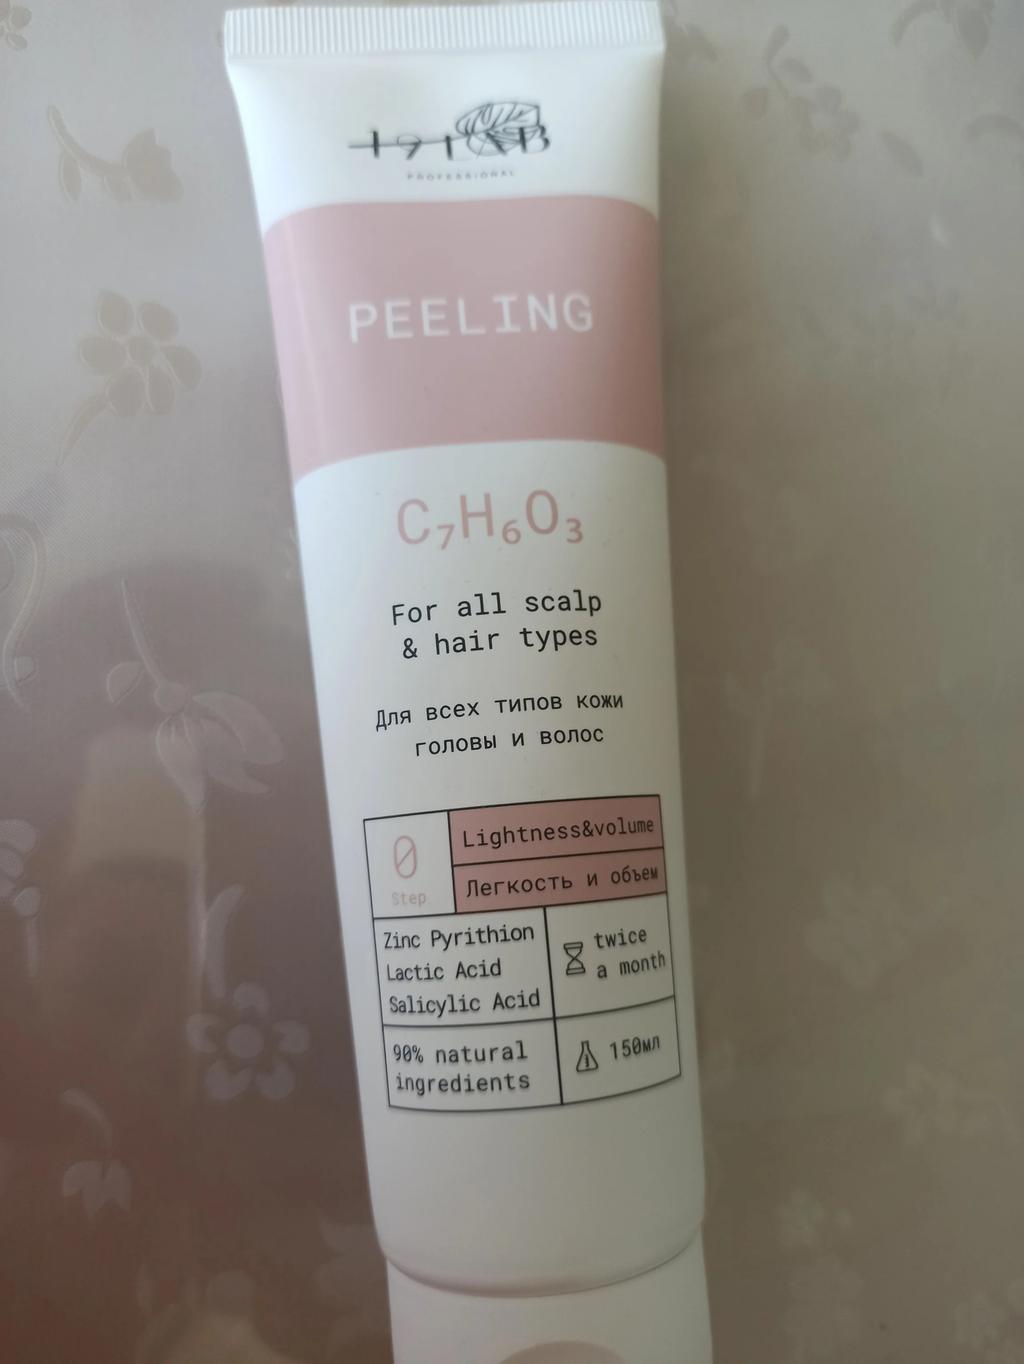 PROFESSIONAL
PEELING
C₇H₆O₃
For all scalp
& hair types
Для всех типов кожи
головы и волос
0
Step
Lightness&volume
Легкость и объем
Zinc Pyrithion
Lactic Acid
Salicylic Acid
twice
a month
90% natural
ingredients
150мл